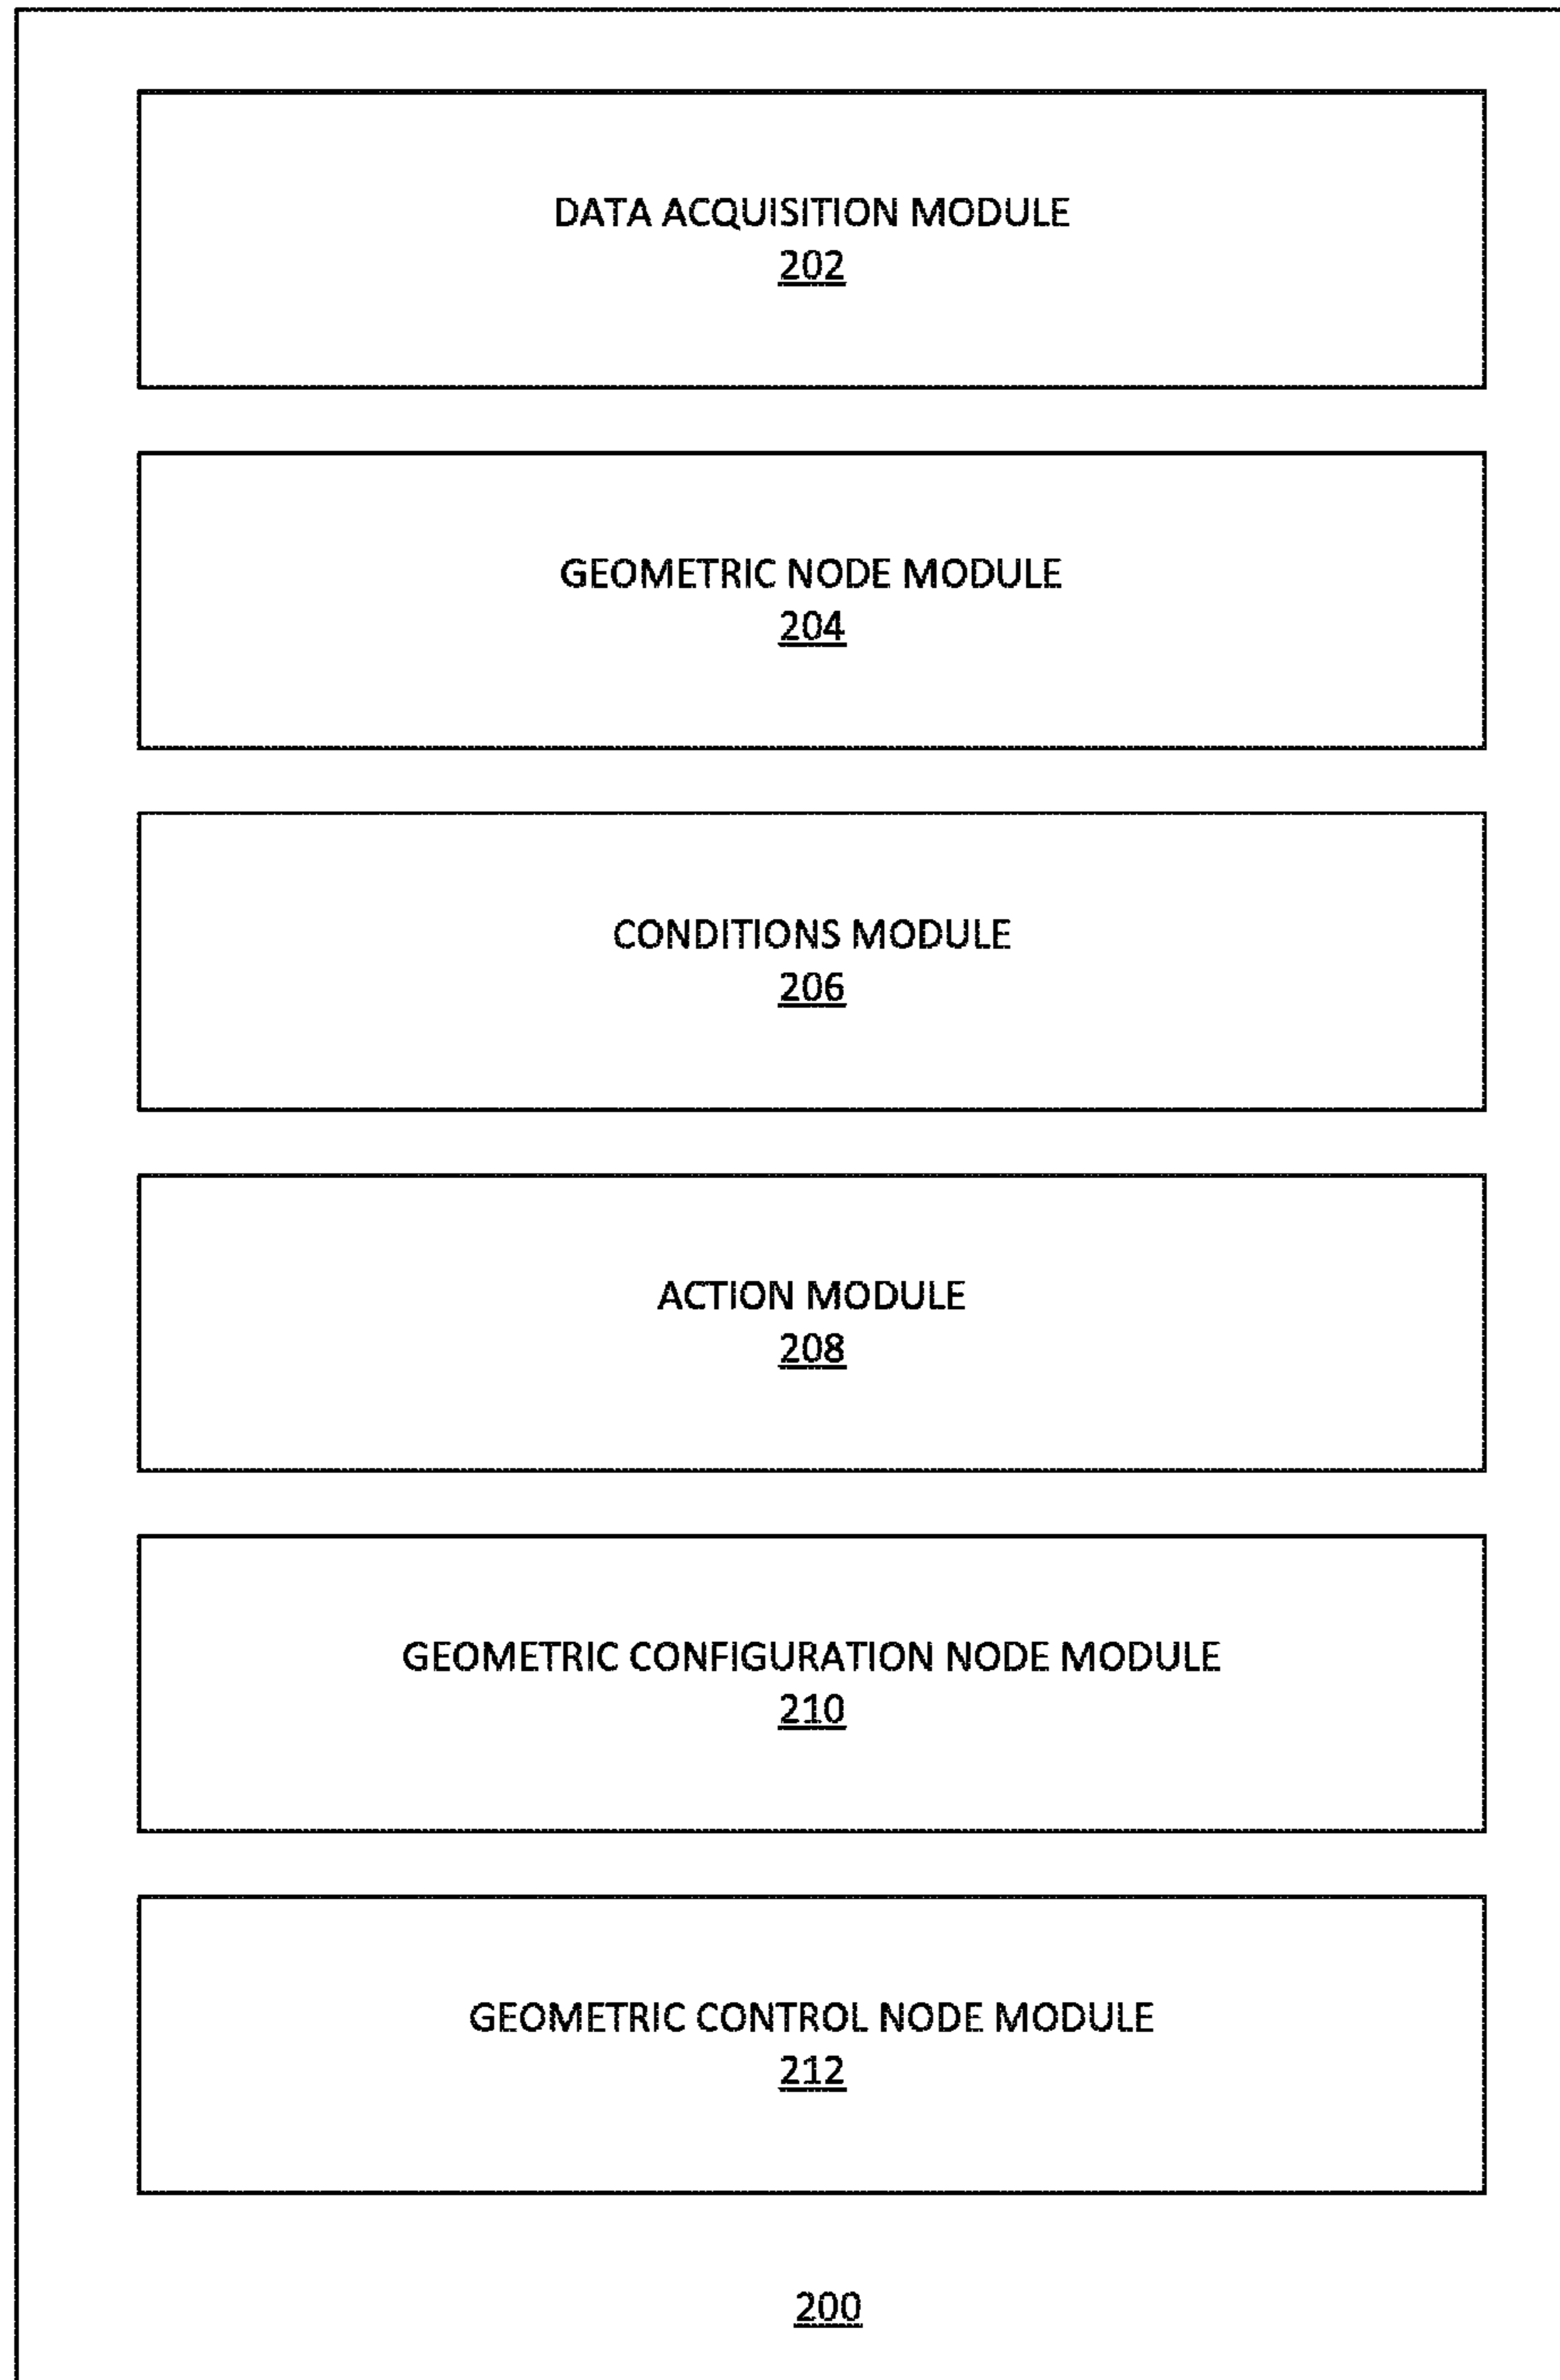 DATA ACQUISITION MODULE
202
GEOMETRIC NODE MODULE
204
CONDITIONS MODULE
206
ACTION MODULE
208
GEOMETRIC CONFIGURATION NODE MODULE
210
GEOMETRIC CONTROL NODE MODULE
212
200